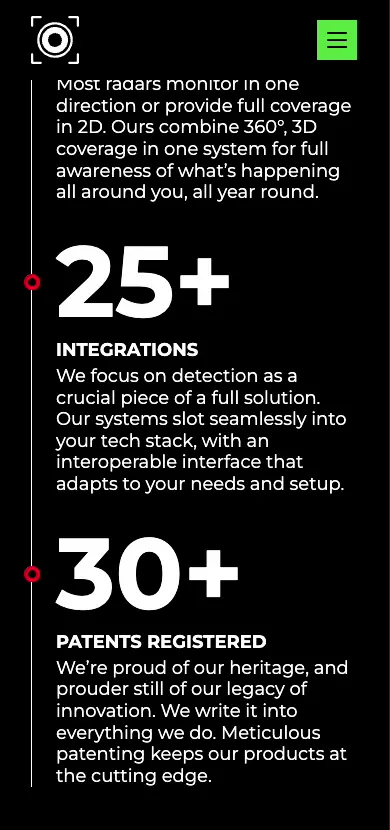 Most radars monitor in one
direction or provide full coverage
in 2D. Ours combine 360º, 3D
coverage in one system for full
awareness of what’s happening
all around you, all year round.
25+
INTEGRATIONS
We focus on detection as a
crucial piece of a full solution.
Our systems slot seamlessly into
your tech stack, with an
interoperable interface that
adapts to your needs and setup.
30+
PATENTS REGISTERED
We’re proud of our heritage, and
prouder still of our legacy of
innovation. We write it into
everything we do. Meticulous
patenting keeps our products at
the cutting edge.